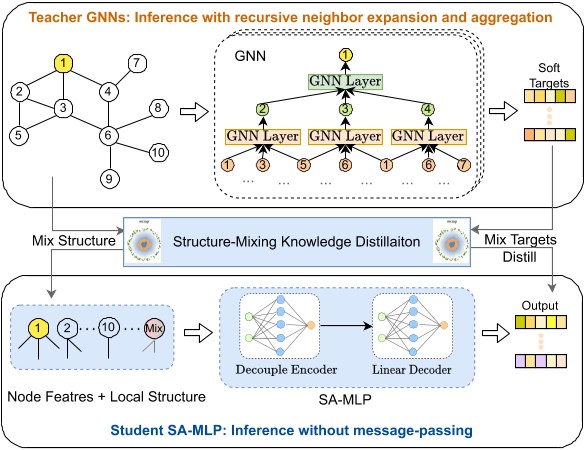 Teacher GNNs: Inference with recursive neighbor expansion and aggregation
GNN
Soft
Targets
1
7
2
3
4
5
6
8
10
9
1
GNN Layer
2
3
4
GNN Layer
GNN Layer
GNN Layer
1
3
5
6
1
6
7
...
...
...
...
Mix Structure
Structure-Mixing Knowledge Distillaiton
Mix Targets
Distill
1
2
...
10
...
Mix
Decouple Encoder
Linear Decoder
Output
Node Featres + Local Structure
SA-MLP
Student SA-MLP: Inference without message-passing